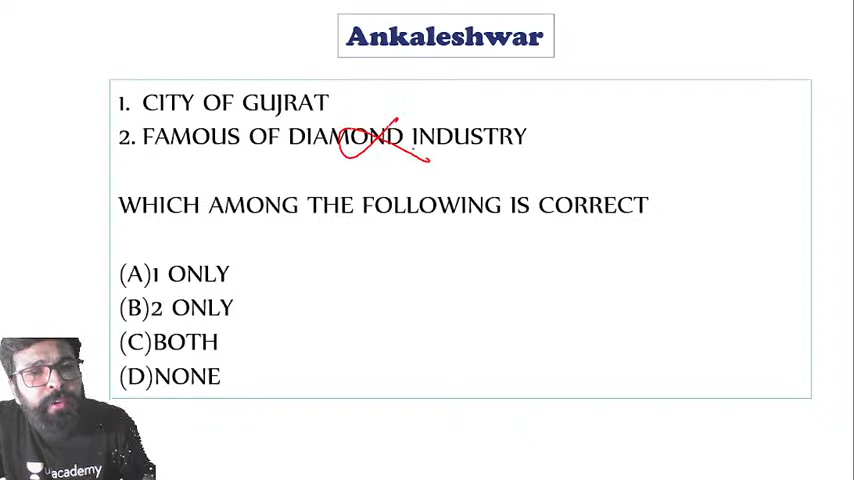 Ankaleshwar
1. CITY OF GUJRAT
2. FAMOUS OF DIAMOND INDUSTRY
WHICH AMONG THE FOLLOWING IS CORRECT
(A)1 ONLY
(B)2 ONLY
(C)BOTH
(D)NONE
unacademy